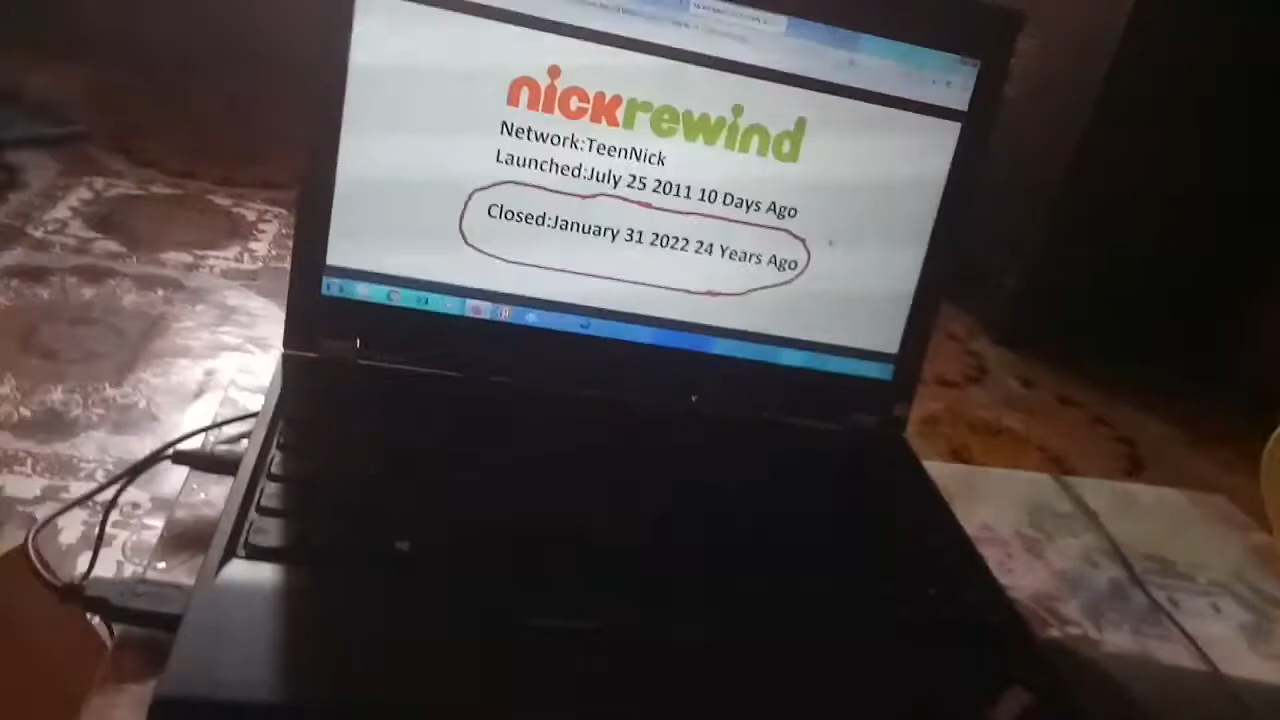 nickrewind
Network:TeenNick
Launched:July 25 2011 10 Days Ago
Closed:January 31 2022 24 Years Ago